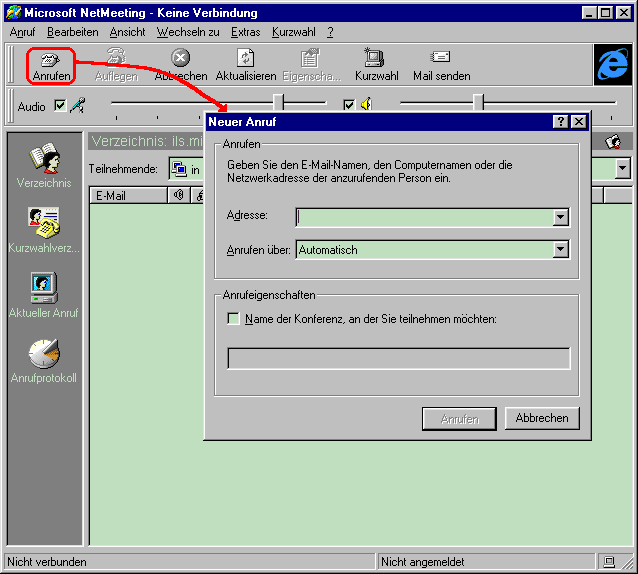 Microsoft NetMeeting - Keine Verbindung
Anruf Bearbeiten Ansicht Wechseln zu Extras Kurzwahl ?
Anrufen Auflegen Abbrechen Aktualisieren Eigenscha... Kurzwahl Mail senden
Audio
Verzeichnis: ils.mi
Teilnehmende: in
E-Mail
Verzeichnis
Kurzwahlverz...
Aktueller Anruf
Anrufprotokoll
Neuer Anruf
Anrufen
Geben Sie den E-Mail-Namen, den Computernamen oder die
Netzwerkadresse der anzurufenden Person ein.
Adresse:
Anrufen über: Automatisch
Anrufeigenschaften
Name der Konferenz, an der Sie teilnehmen möchten:
Anrufen Abbrechen
Nicht verbunden Nicht angemeldet